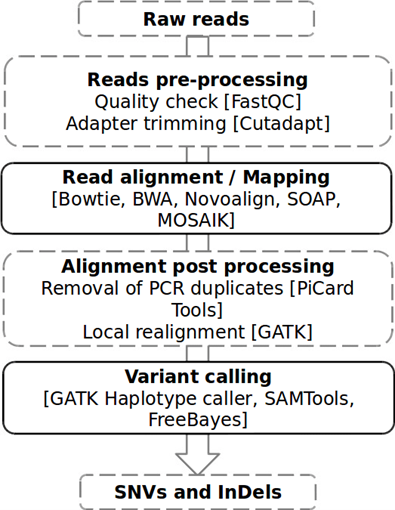 Raw reads
Reads pre-processing
Quality check [FastQC]
Adapter trimming [Cutadapt]
Read alignment / Mapping
[Bowtie, BWA, Novoalign, SOAP,
MOSAIK]
Alignment post processing
Removal of PCR duplicates [PiCard
Tools]
Local realignment [GATK]
Variant calling
[GATK Haplotype caller, SAMTools,
FreeBayes]
SNVs and InDels